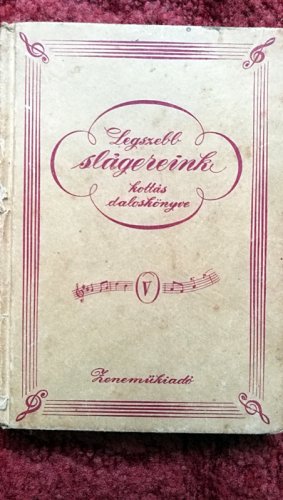 Legszebb
slágereink
kottás
daloskönyve
V
Zeneműkiadó